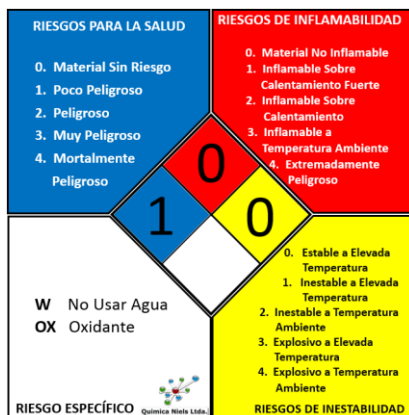 RIESGOS PARA LA SALUD
0. Material Sin Riesgo
1. Poco Peligroso
2. Peligro
3. Muy Peligroso
4. Mortalmente
Peligroso
RIESGOS DE INFLAMABILIDAD
0. Material No Inflamable
1. Inflamable Sobre
Calentamiento Fuerte
2. Inflamable Sobre
Calentamiento
3. Inflamable a
Temperatura Ambiente
4. Extremadamente
Peligroso
0
1
0
W No Usar Agua
OX Oxidante
RIESGO ESPECÍFICO
Química Niels Ltda.
0. Estable a Elevada
Temperatura
1. Inestable a Elevada
Temperatura
2. Inestable a Temperatura
Ambiente
3. Explosivo a Elevada
Temperatura
4. Explosivo a Temperatura
Ambiente
RIESGOS DE INESTABILIDAD